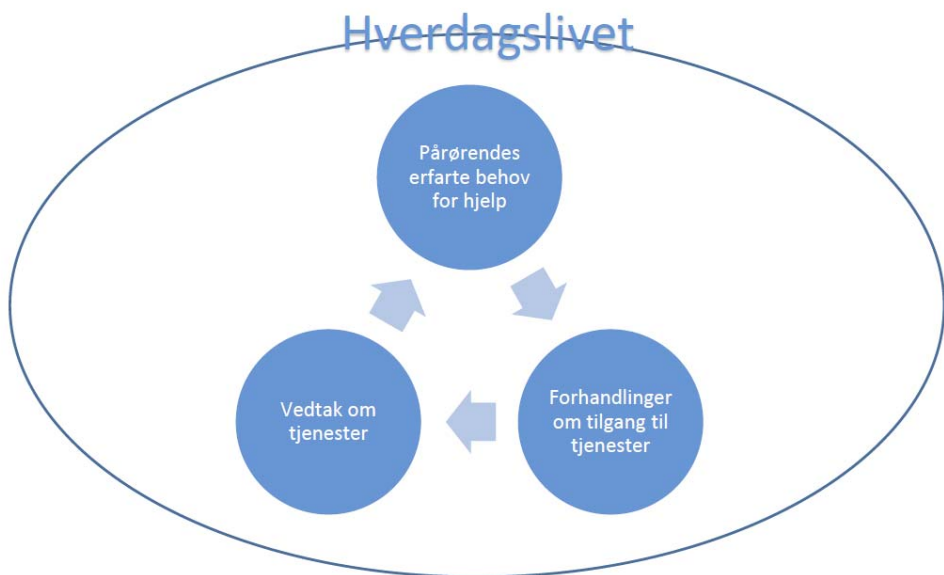 Hverdagslivet
Pårørendes
erfarte behov
for hjelp
Forhandlinger
om tilgang til
tjenester
Vedtak om
tjenester